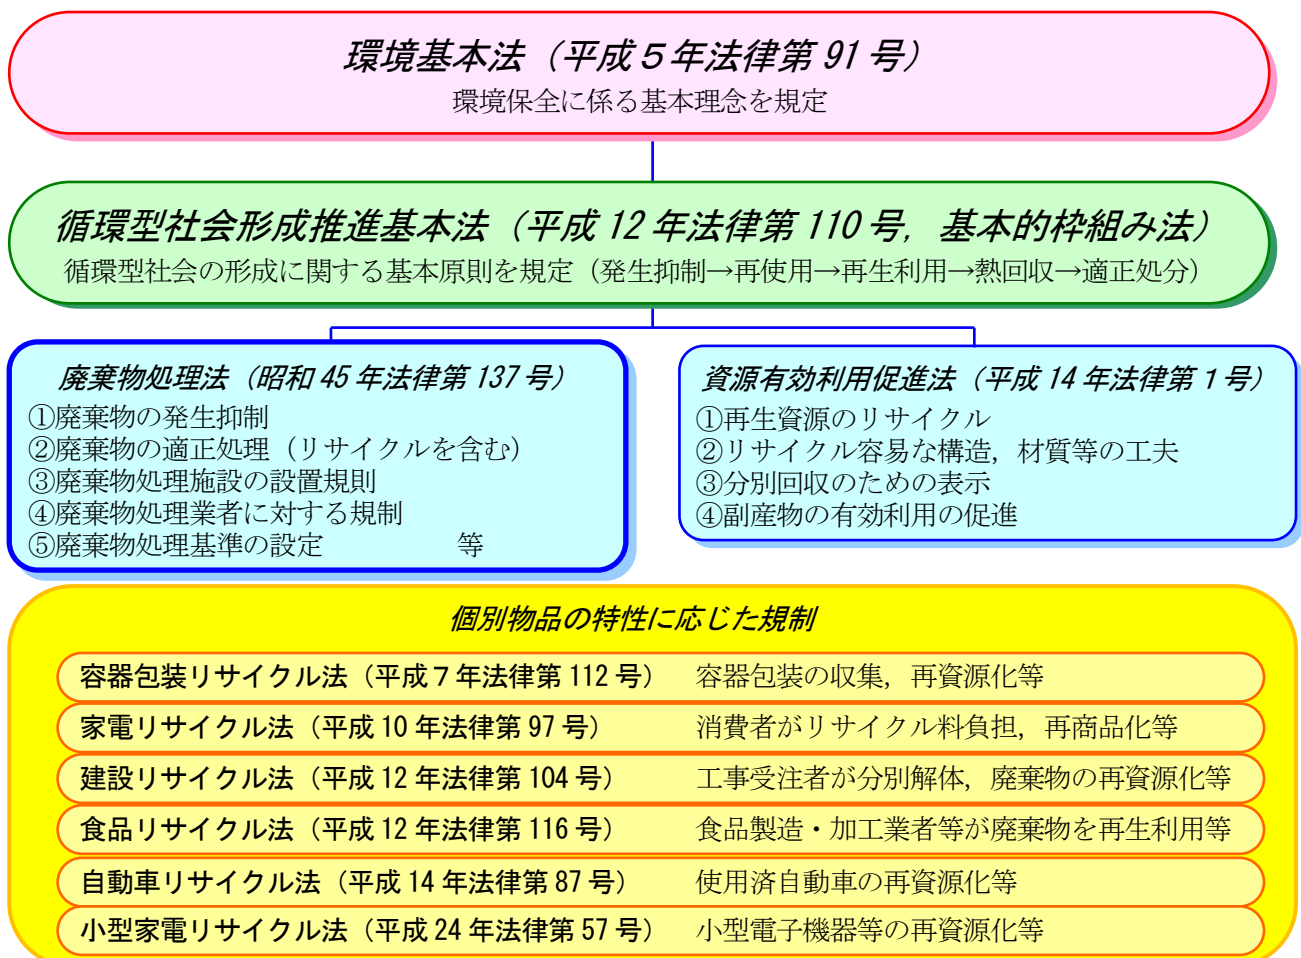 環境基本法（平成５年法律第 91 号）
環境保全に係る基本理念を規定
循環型社会形成推進基本法（平成 12 年法律第 110 号，基本的枠組み法）
循環型社会の形成に関する基本原則を規定（発生抑制→再使用→再生利用→熱回収→適正処分）
廃棄物処理法（昭和 45 年法律第 137 号）
①廃棄物の発生抑制
②廃棄物の適正処理（リサイクルを含む）
③廃棄物処理施設の設置規則
④廃棄物処理業者に対する規制
⑤廃棄物処理基準の設定　　　　　等
資源有効利用促進法（平成 14 年法律第１号）
①再生資源のリサイクル
②リサイクル容易な構造，材質等の工夫
③分別回収のための表示
④副産物の有効利用の促進
個別物品の特性に応じた規制
容器包装リサイクル法（平成７年法律第 112 号）　容器包装の収集，再資源化等
家電リサイクル法（平成 10 年法律第 97 号）　消費者がリサイクル料負担，再商品化等
建設リサイクル法（平成 12 年法律第 104 号）　工事受注者が分別解体，廃棄物の再資源化等
食品リサイクル法（平成 12 年法律第 116 号）　食品製造・加工業者等が廃棄物を再生利用等
自動車リサイクル法（平成 14 年法律第 87 号）　使用済自動車の再資源化等
小型家電リサイクル法（平成 24 年法律第 57 号）　小型電子機器等の再資源化等